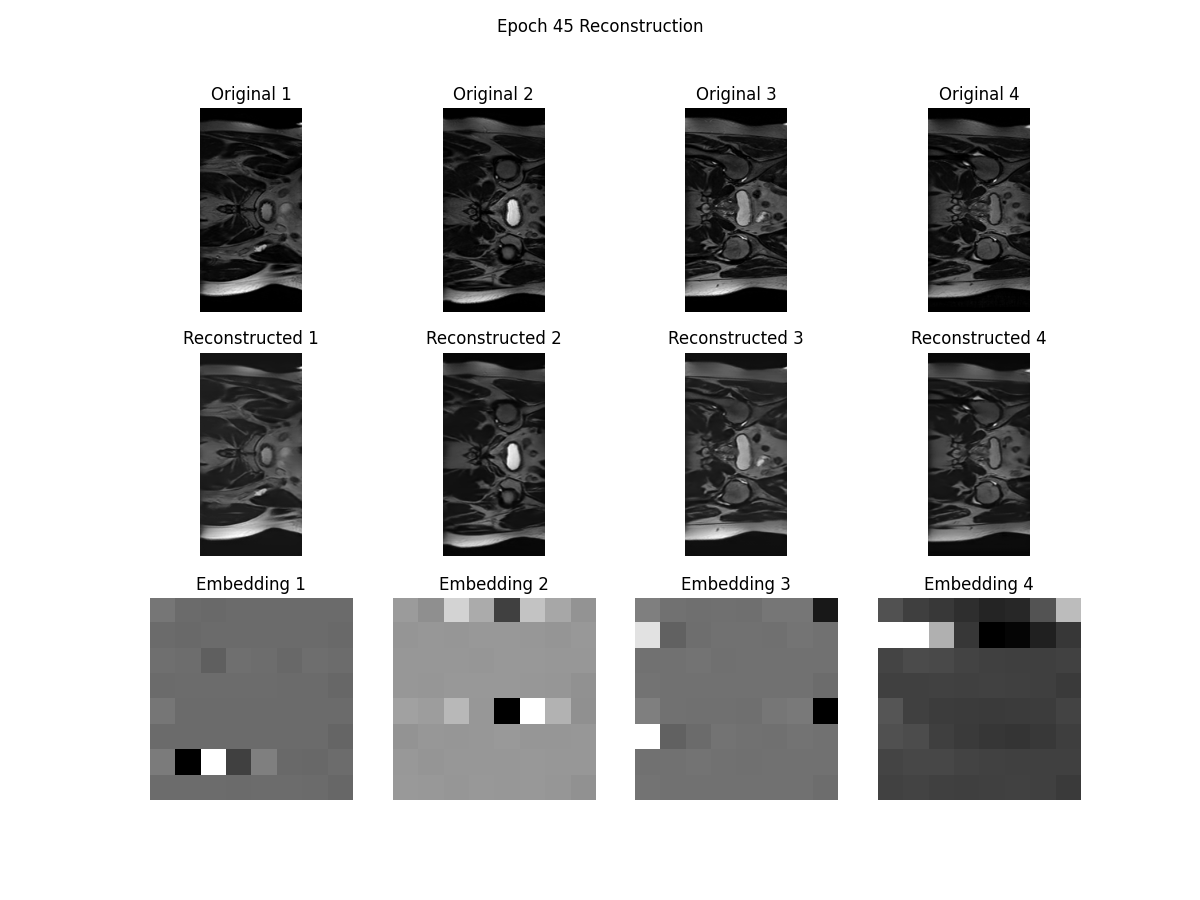 Epoch 45 Reconstruction
Original 1
Original 2
Original 3
Original 4
Reconstructed 1
Reconstructed 2
Reconstructed 3
Reconstructed 4
Embedding 1
Embedding 2
Embedding 3
Embedding 4